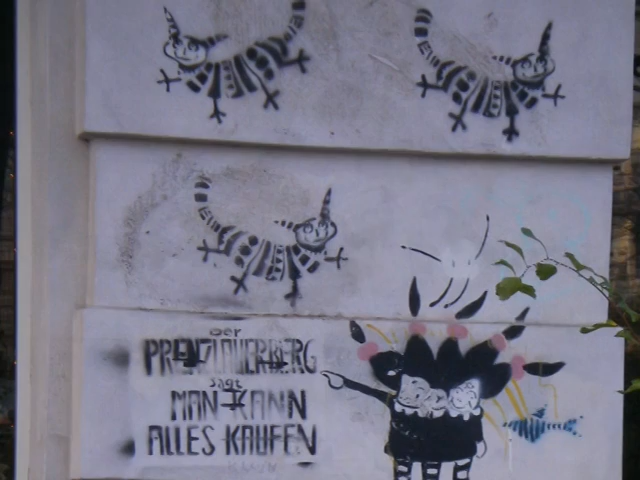 Der
PRENZLAUERBERG
sagt
MAN KANN
ALLES KAUFEN